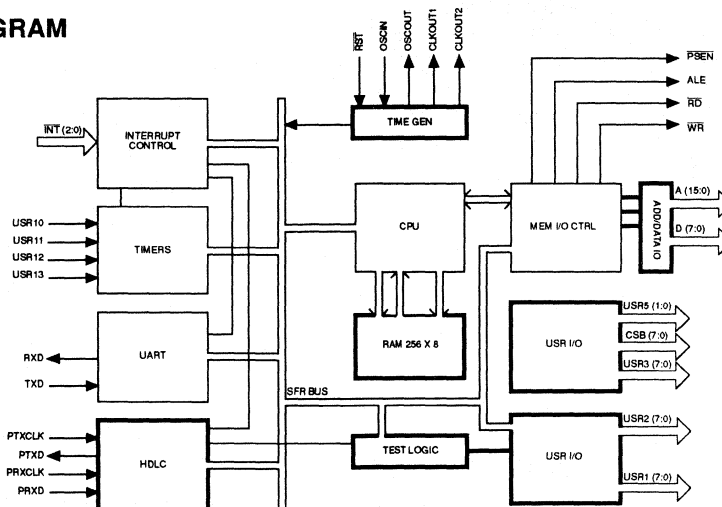 GRAM
RST
OSCIN
OSCOUT
CLKOUT1
CLKOUT2
PSEN
ALE
RD
WR
TIME GEN
INT (2:0)
INTERRUPT
CONTROL
A (15:0)
D (7:0)
ADD/DATA IO
CPU
MEM I/O CTRL
USR10
USR11
USR12
USR13
TIMERS
RXD
TXD
UART
RAM 256 X 8
USR I/O
USR5 (1:0)
CSB (7:0)
USR3 (7:0)
SFR BUS
PTXCLK
PTXD
PRXCLK
PRXD
HDLC
TEST LOGIC
USR I/O
USR2 (7:0)
USR1 (7:0)